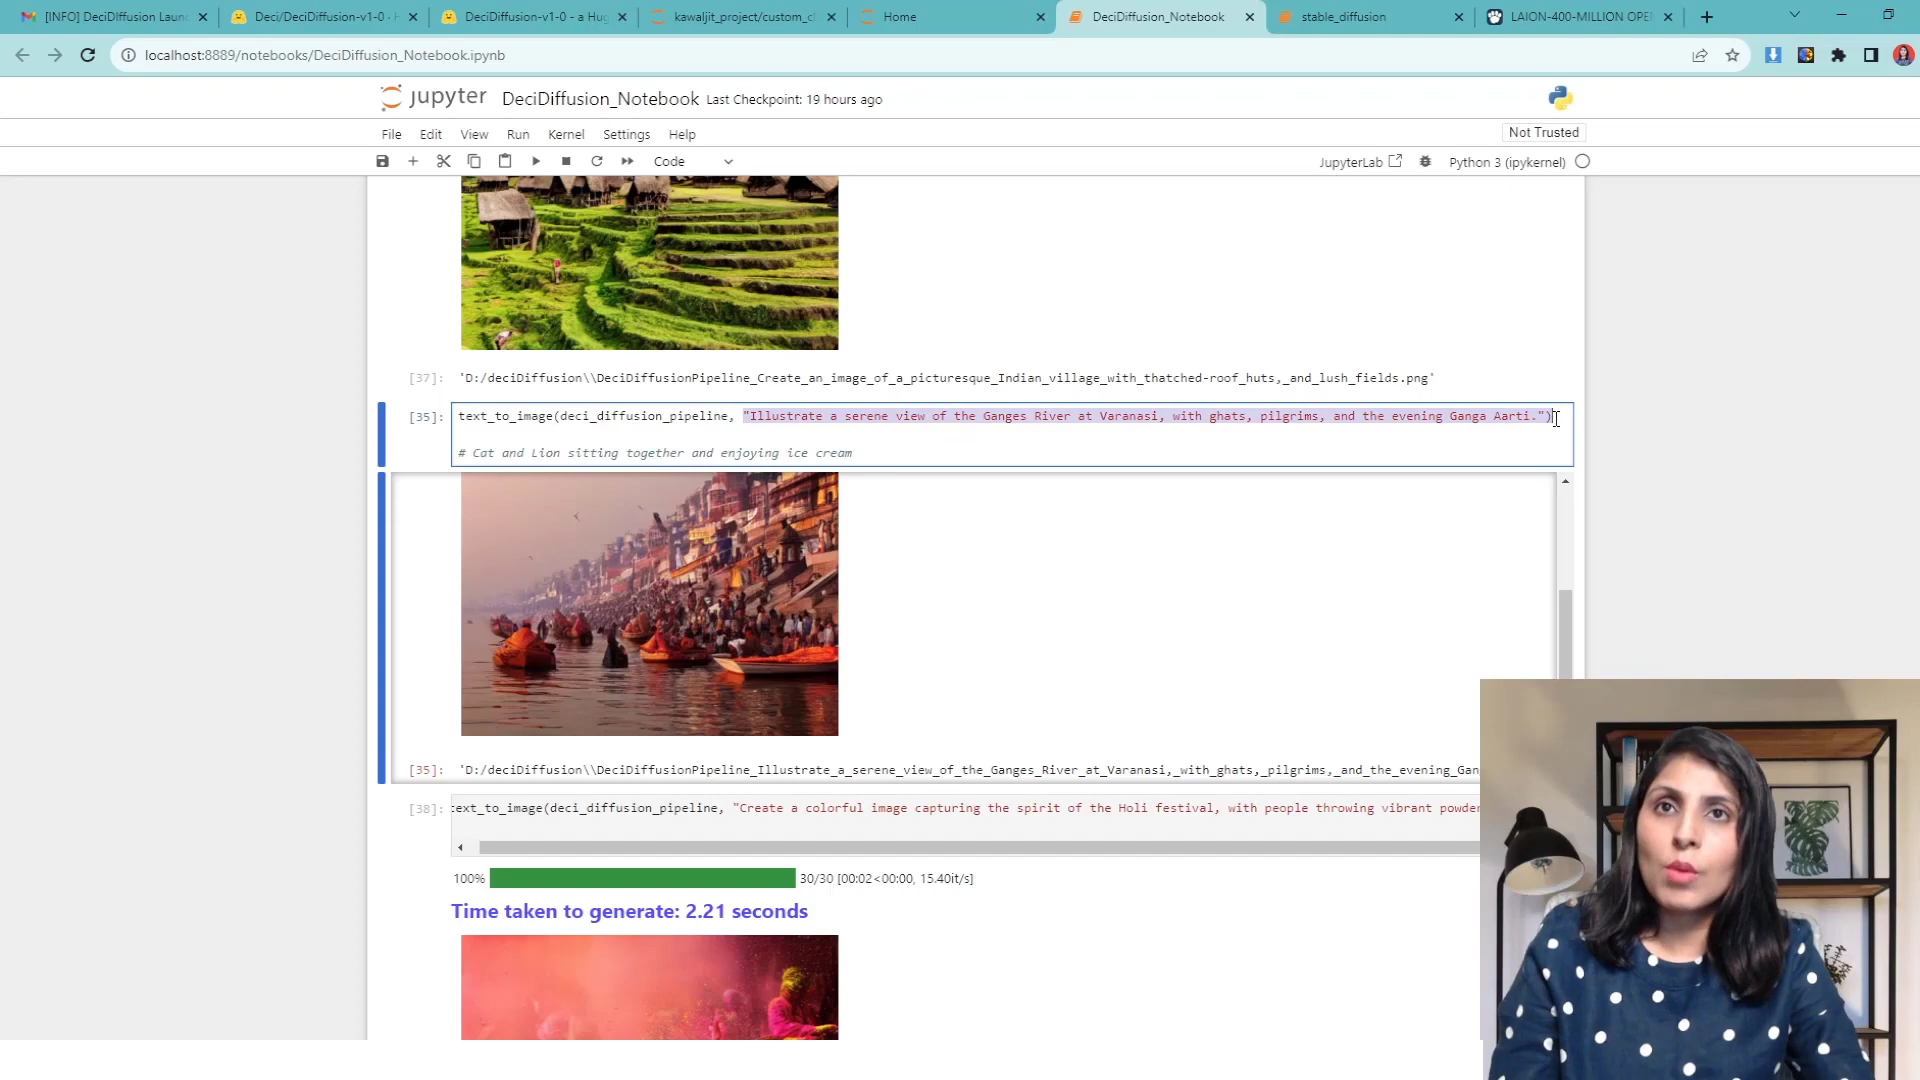 [INFO] DeciDIffusion Laun
Deci/DeciDiffusion-v1-0 · H
DeciDiffusion-v1-0 - a Hug
kawaljit_project/custom_c
Home
DeciDiffusion_Notebook
stable_diffusion
LAION-400-MILLION OPE
localhost:8889/notebooks/DeciDiffusion_Notebook.ipynb
jupyter DeciDiffusion_Notebook Last Checkpoint: 19 hours ago
File Edit View Run Kernel Settings Help
Not Trusted
Code
JupyterLab
Python 3 (ipykernel)
[37]: 'D:/deciDiffusion\\DeciDiffusionPipeline_Create_an_image_of_a_picturesque_Indian_village_with_thatched-roof_huts,_and_lush_fields.png'
[35]: text_to_image(deci_diffusion_pipeline, "Illustrate a serene view of the Ganges River at Varanasi, with ghats, pilgrims, and the evening Ganga Aarti.")
# Cat and Lion sitting together and enjoying ice cream
[35]: 'D:/deciDiffusion\\DeciDiffusionPipeline_Illustrate_a_serene_view_of_the_Ganges_River_at_Varanasi,_with_ghats,_pilgrims,_and_the_evening_Gan
[38]: text_to_image(deci_diffusion_pipeline, "Create a colorful image capturing the spirit of the Holi festival, with people throwing vibrant powder
100% 30/30 [00:02<00:00, 15.40it/s]
Time taken to generate: 2.21 seconds